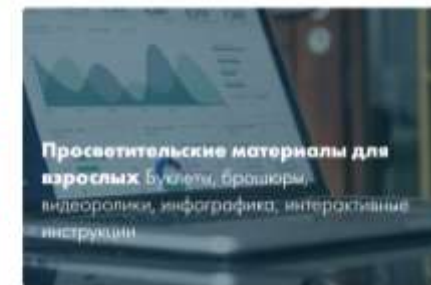 Просветительские материалы для
взрослых Буклеты, брошюры,
видеоролики, инфографика, интерактивные
инструкции